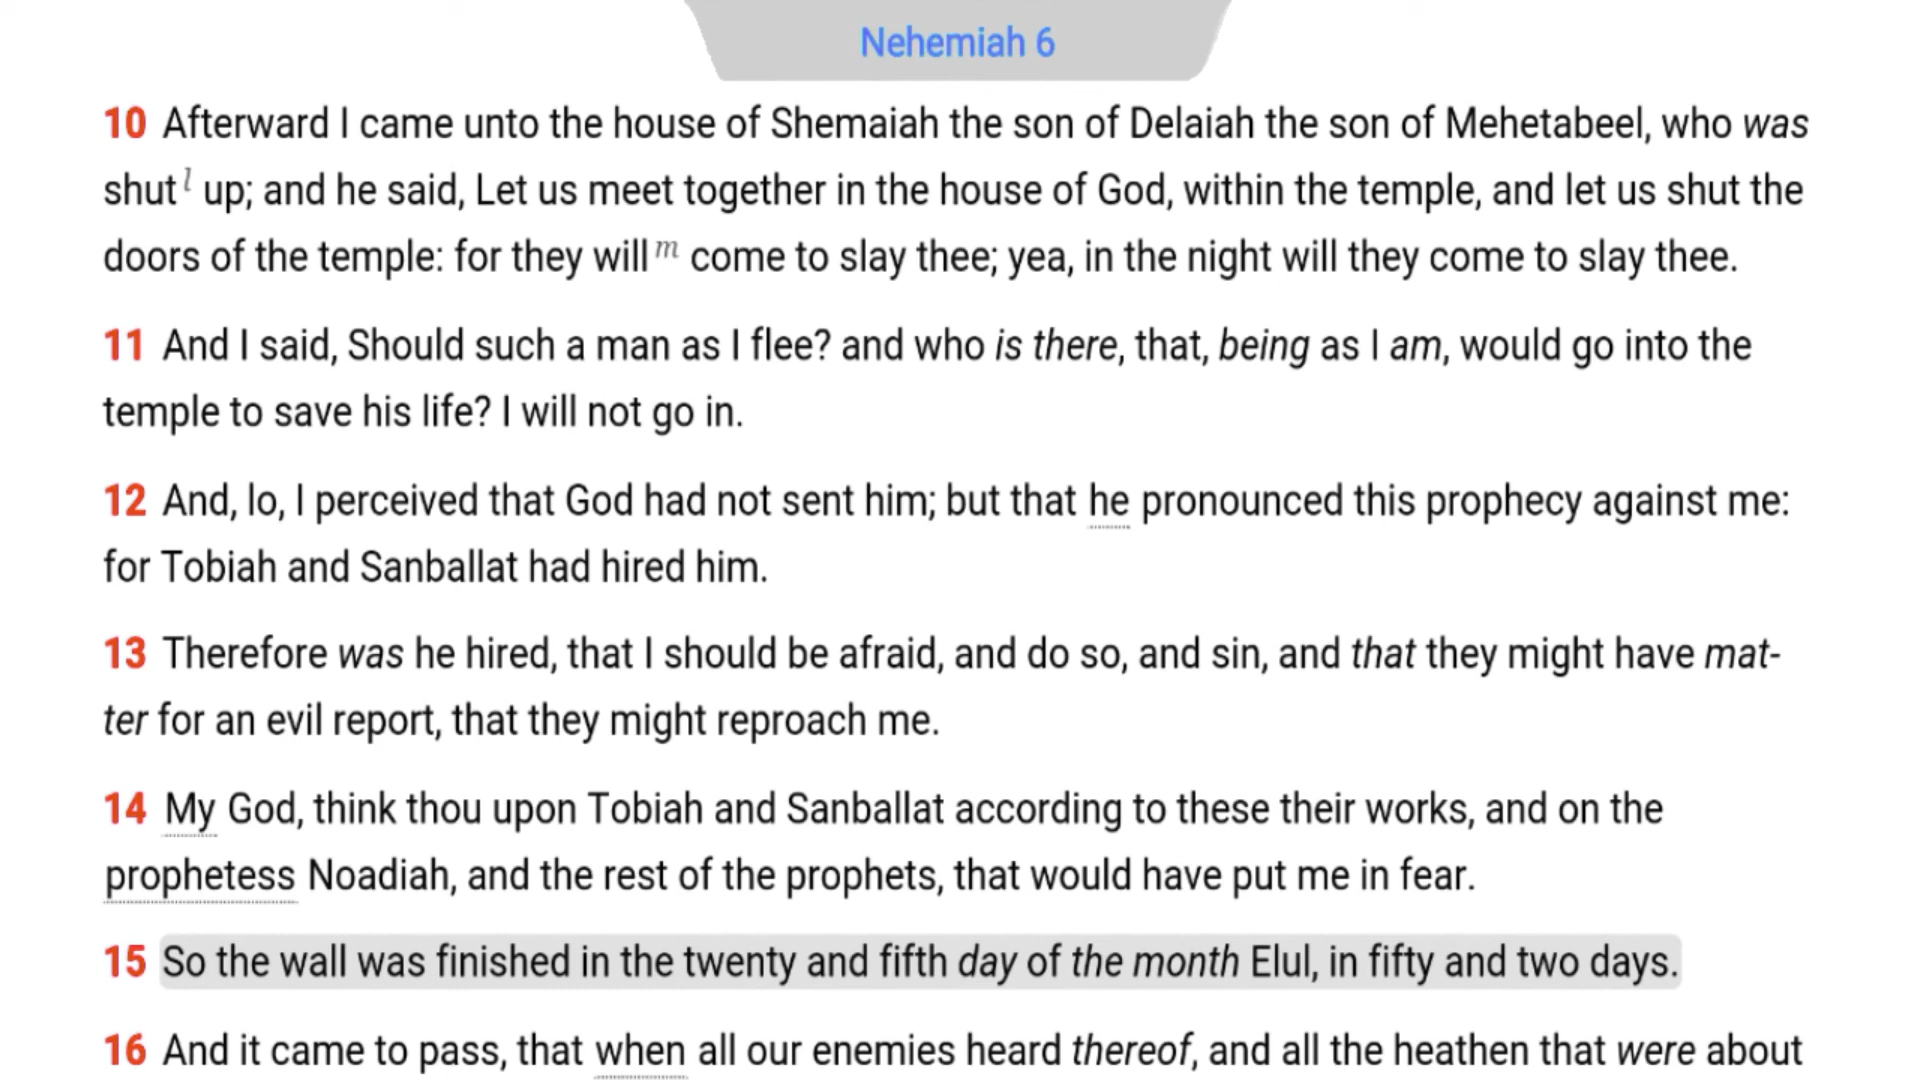 Nehemiah 6
10 Afterward I came unto the house of Shemaiah the son of Delaiah the son of Mehetabeel, who was
shut l up; and he said, Let us meet together in the house of God, within the temple, and let us shut the
doors of the temple: for they will m come to slay thee; yea, in the night will they come to slay thee.
11 And I said, Should such a man as I flee? and who is there, that, being as I am, would go into the
temple to save his life? I will not go in.
12 And, lo, I perceived that God had not sent him; but that he pronounced this prophecy against me:
for Tobiah and Sanballat had hired him.
13 Therefore was he hired, that I should be afraid, and do so, and sin, and that they might have mat-
ter for an evil report, that they might reproach me.
14 My God, think thou upon Tobiah and Sanballat according to these their works, and on the
prophetess Noadiah, and the rest of the prophets, that would have put me in fear.
15 So the wall was finished in the twenty and fifth day of the month Elul, in fifty and two days.
16 And it came to pass, that when all our enemies heard thereof, and all the heathen that were about